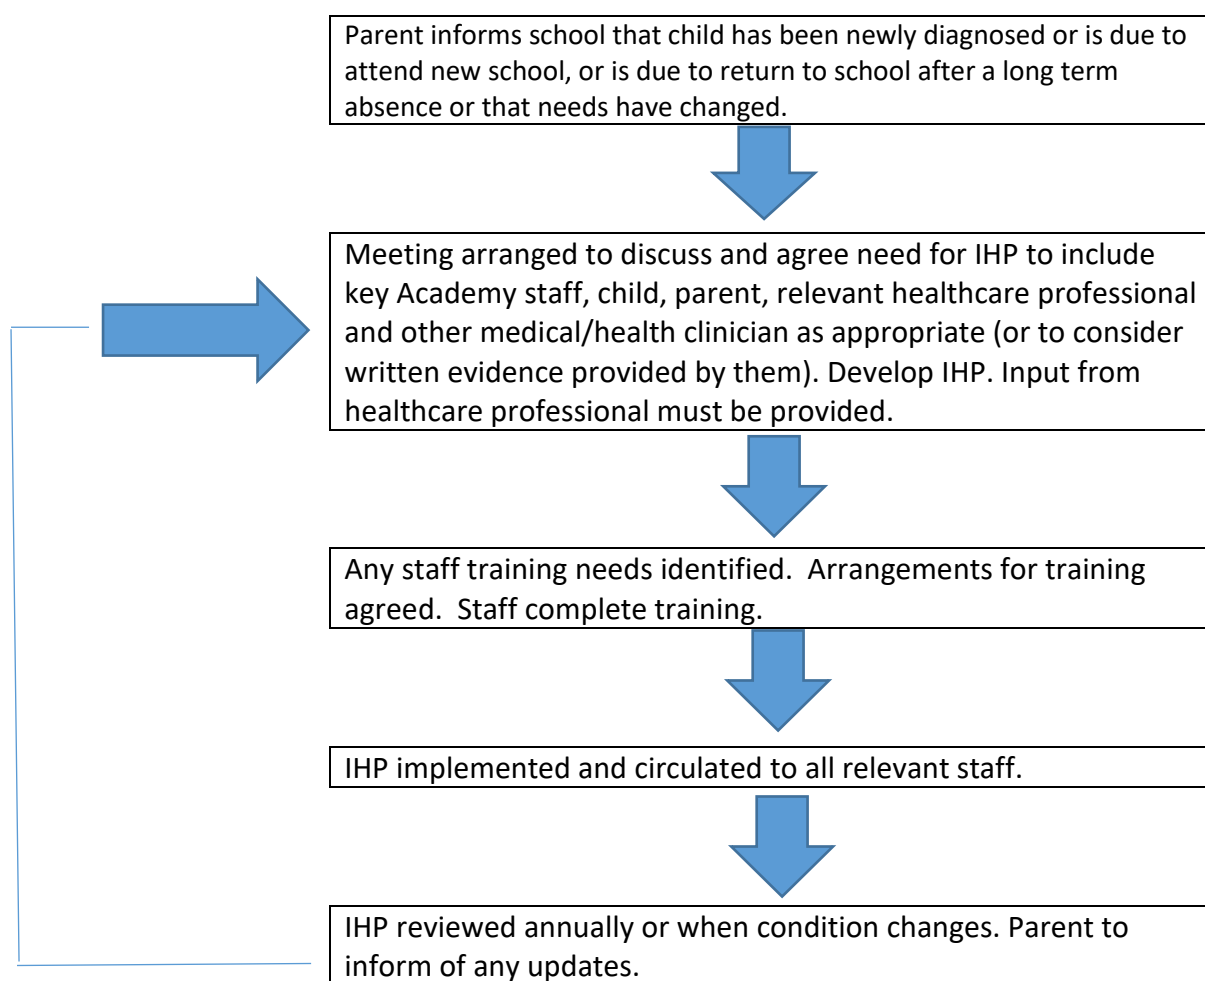 Parent informs school that child has been newly diagnosed or is due to
attend new school, or is due to return to school after a long term
absence or that needs have changed.
Meeting arranged to discuss and agree need for IHP to include
key Academy staff, child, parent, relevant healthcare professional
and other medical/health clinician as appropriate (or to consider
written evidence provided by them). Develop IHP. Input from
healthcare professional must be provided.
Any staff training needs identified.  Arrangements for training
agreed.  Staff complete training.
IHP implemented and circulated to all relevant staff.
IHP reviewed annually or when condition changes. Parent to
inform of any updates.